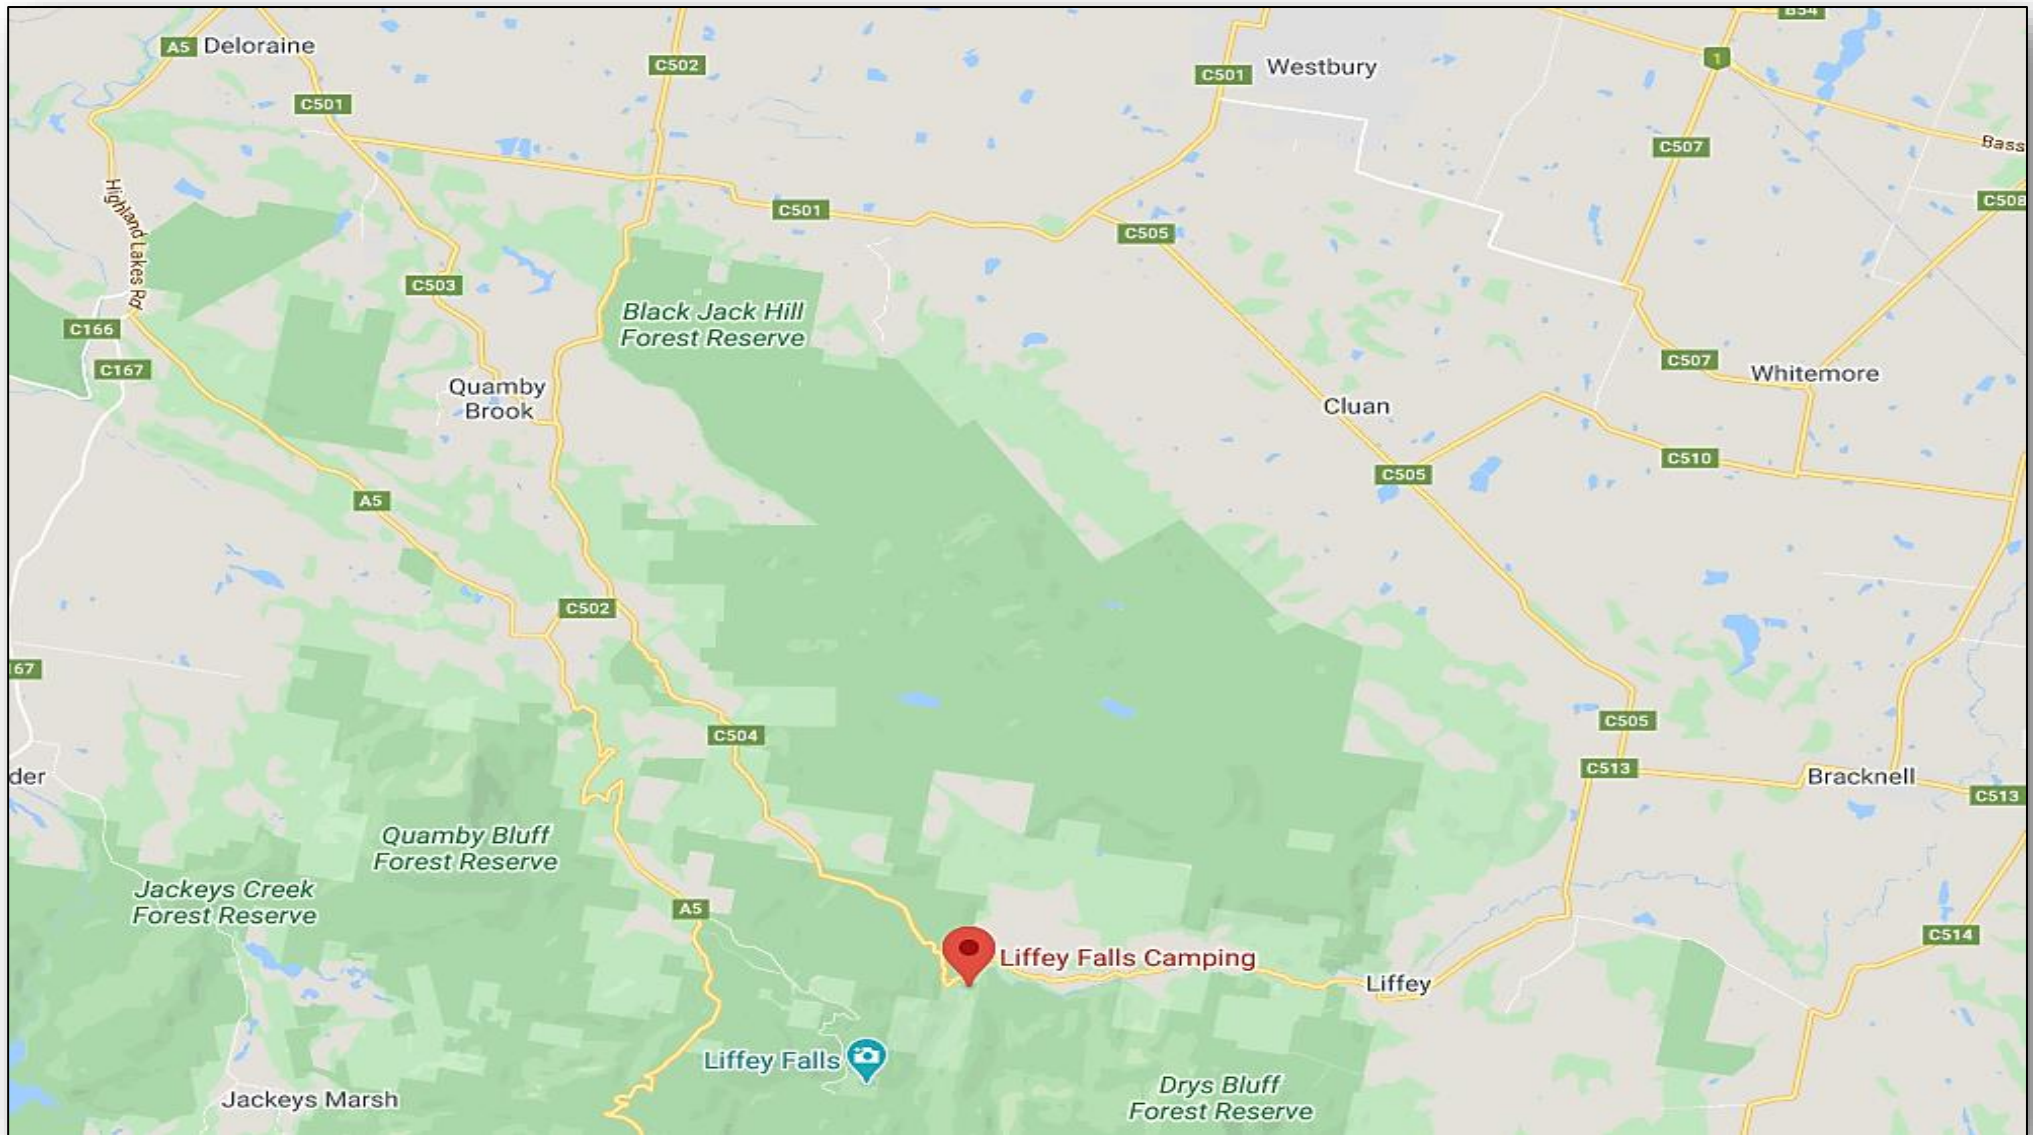 B54
A5
Deloraine
C502
C501
Westbury
1
C501
C507
Bass
C508
Highland Lakes Rd
C501
C505
C503
Black Jack Hill
Forest Reserve
C166
C167
C507
Whitemore
Quamby
Brook
Cluan
C510
C505
A5
C502
67
C505
C504
C513
der
Bracknell
C513
Quamby Bluff
Forest Reserve
Jackeys Creek
Forest Reserve
A5
C514
Liffey Falls Camping
Liffey
Liffey Falls
Drys Bluff
Forest Reserve
Jackeys Marsh